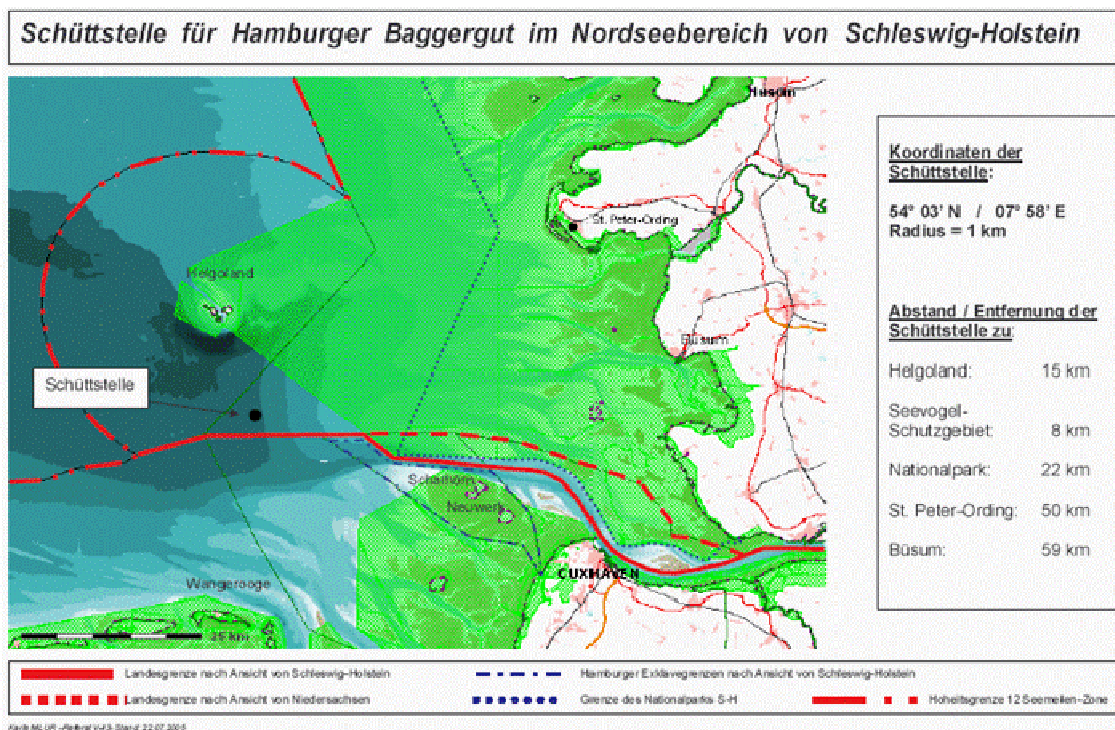 Schüttstelle für Hamburger Baggergut im Nordseebereich von Schleswig-Holstein
Husum
St. Peter-Ording
Helgoland
Büsum
Schüttstelle
Scharhörn
Neuwerk
CUXHAVEN
Wangerooge
25 km
Koordinaten der
Schüttstelle:
54° 03' N / 07° 58' E
Radius = 1 km
Abstand / Entfernung der
Schüttstelle zu:
Helgoland: 15 km
Seevogel-
Schutzgebiet: 8 km
Nationalpark: 22 km
St. Peter-Ording: 50 km
Büsum: 59 km
Landesgrenze nach Ansicht von Schleswig-Holstein
Hamburger Exklavegrenzen nach Ansicht von Schleswig-Holstein
Landesgrenze nach Ansicht von Niedersachsen
Grenze des Nationalparks S-H
Hoheitsgrenze 12 Seemeilen-Zone